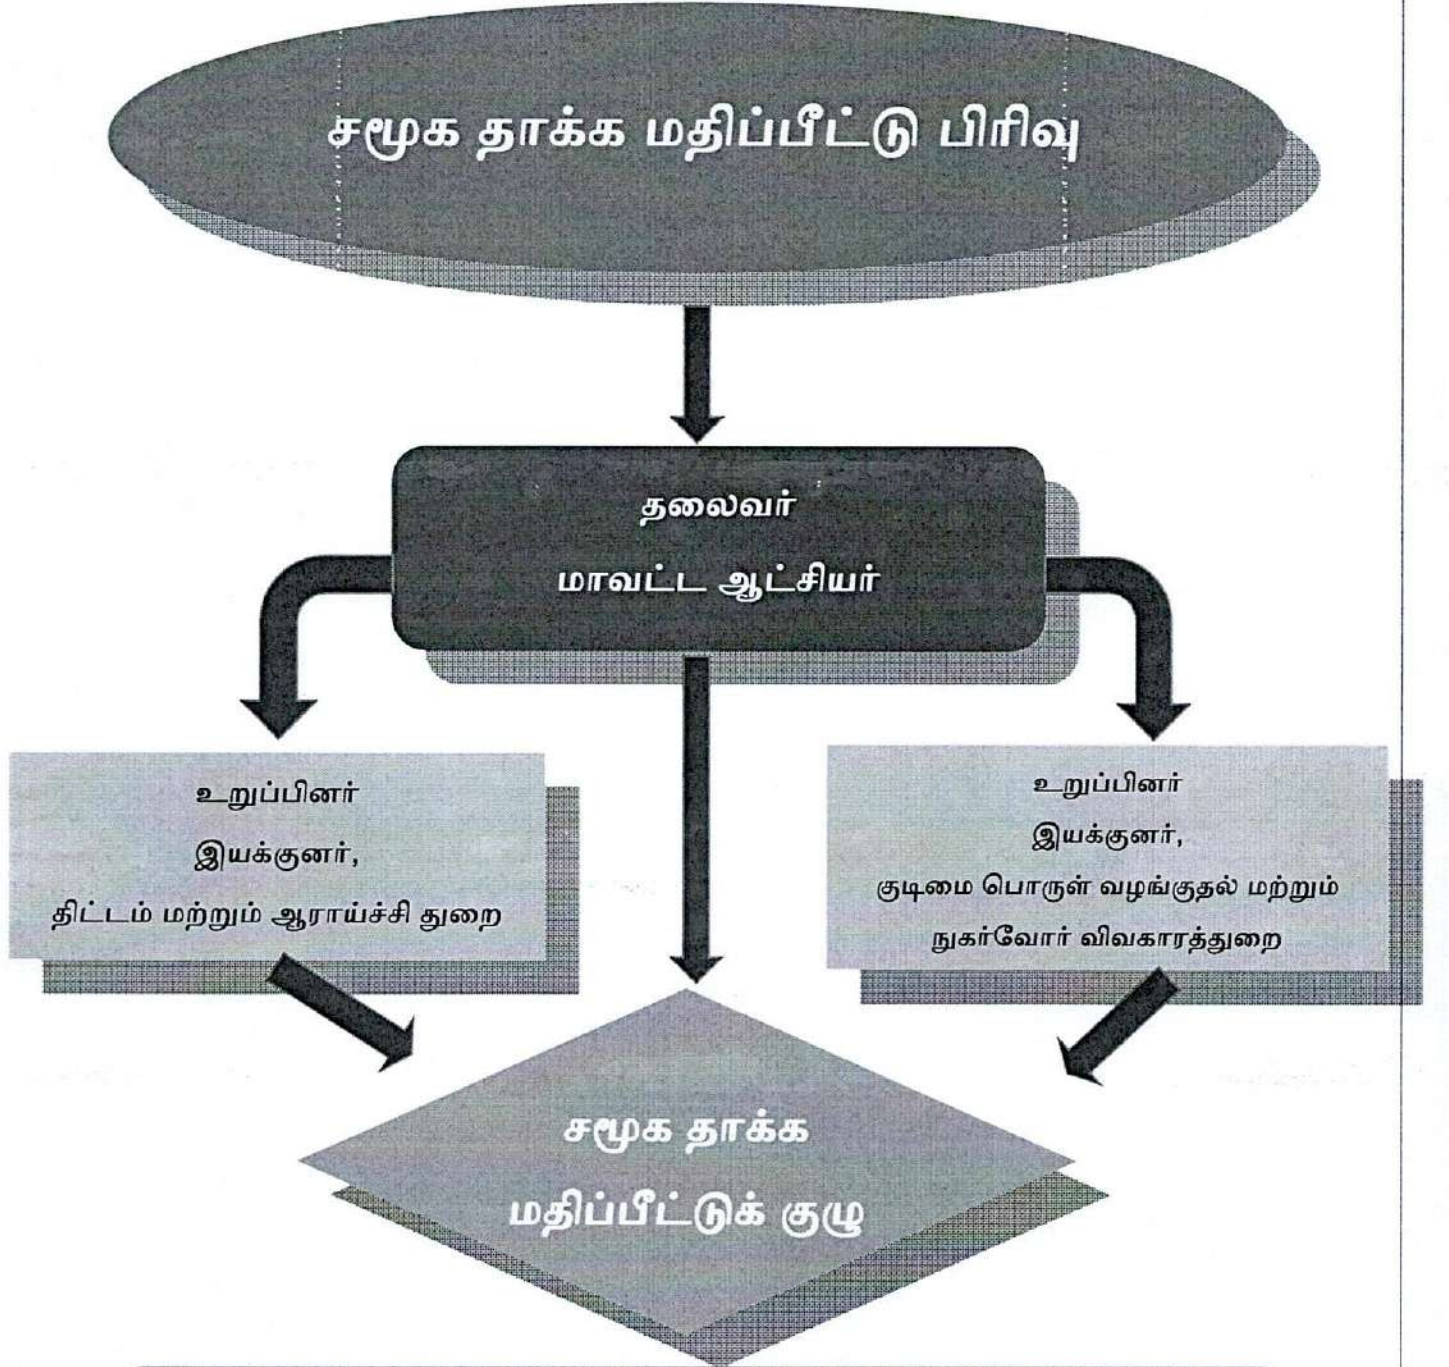 சமூக தாக்க மதிப்பீட்டு பிரிவு
தலைவர்
மாவட்ட ஆட்சியர்
உறுப்பினர்
இயக்குனர்,
திட்டம் மற்றும் ஆராய்ச்சி துறை
உறுப்பினர்
இயக்குனர்,
குடிமை பொருள் வழங்குதல் மற்றும்
நுகர்வோர் விவகாரத்துறை
சமூக தாக்க
மதிப்பீட்டுக் குழு